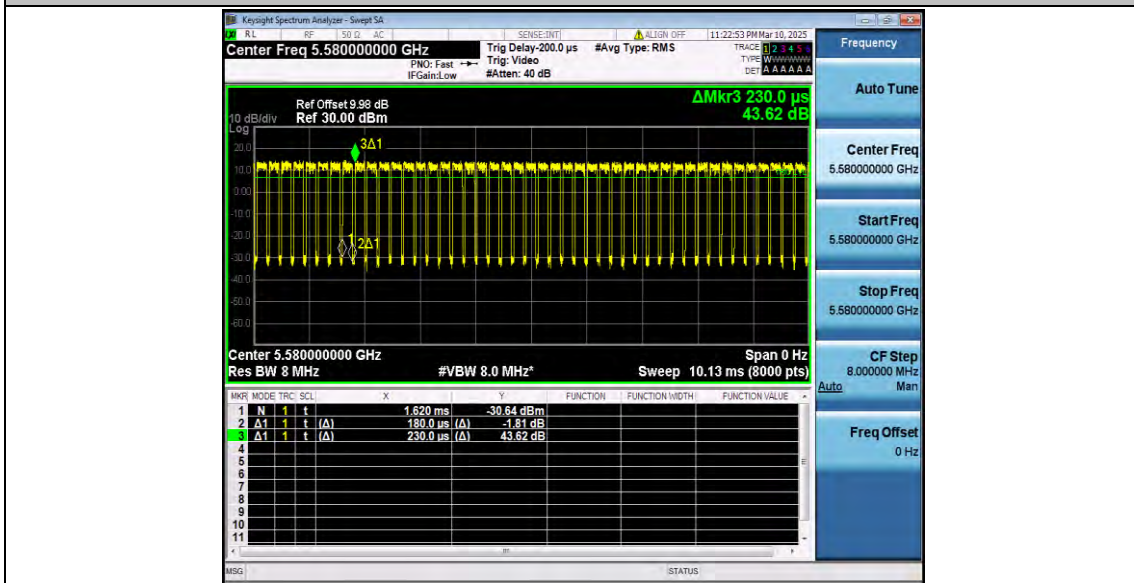 Keysight Spectrum Analyzer - Swept SA
RL RF 50 Ω AC SENSE:INT ALIGN OFF 11:22:53 PM Mar 10, 2025
Center Freq 5.580000000 GHz
Trig Delay-200.0 µs #Avg Type: RMS
TRACE 1 2 3 4 5 6
PNO: Fast Trig: Video
TYPE WWWWWW
IFGain:Low #Atten: 40 dB
DET A A A A A A
Frequency
Auto Tune
ΔMkr3 230.0 µs
43.62 dB
Ref Offset 9.98 dB
10 dB/div Ref 30.00 dBm
Log
20.0
10.0
0.00
-10.0
-20.0
-30.0
-40.0
-50.0
-60.0
3Δ1
1
2Δ1
Center Freq
5.580000000 GHz
Start Freq
5.580000000 GHz
Stop Freq
5.580000000 GHz
Center 5.580000000 GHz Span 0 Hz
Res BW 8 MHz #VBW 8.0 MHz* Sweep 10.13 ms (8000 pts)
CF Step
8.000000 MHz
Auto Man
Freq Offset
0 Hz
MKR MODE TRC SCL X Y FUNCTION FUNCTION WIDTH FUNCTION VALUE
1 N 1 t 1.620 ms -30.64 dBm
2 Δ1 1 t (Δ) 180.0 µs (Δ) -1.81 dB
3 Δ1 1 t (Δ) 230.0 µs (Δ) 43.62 dB
4
5
6
7
8
9
10
11
MSG STATUS